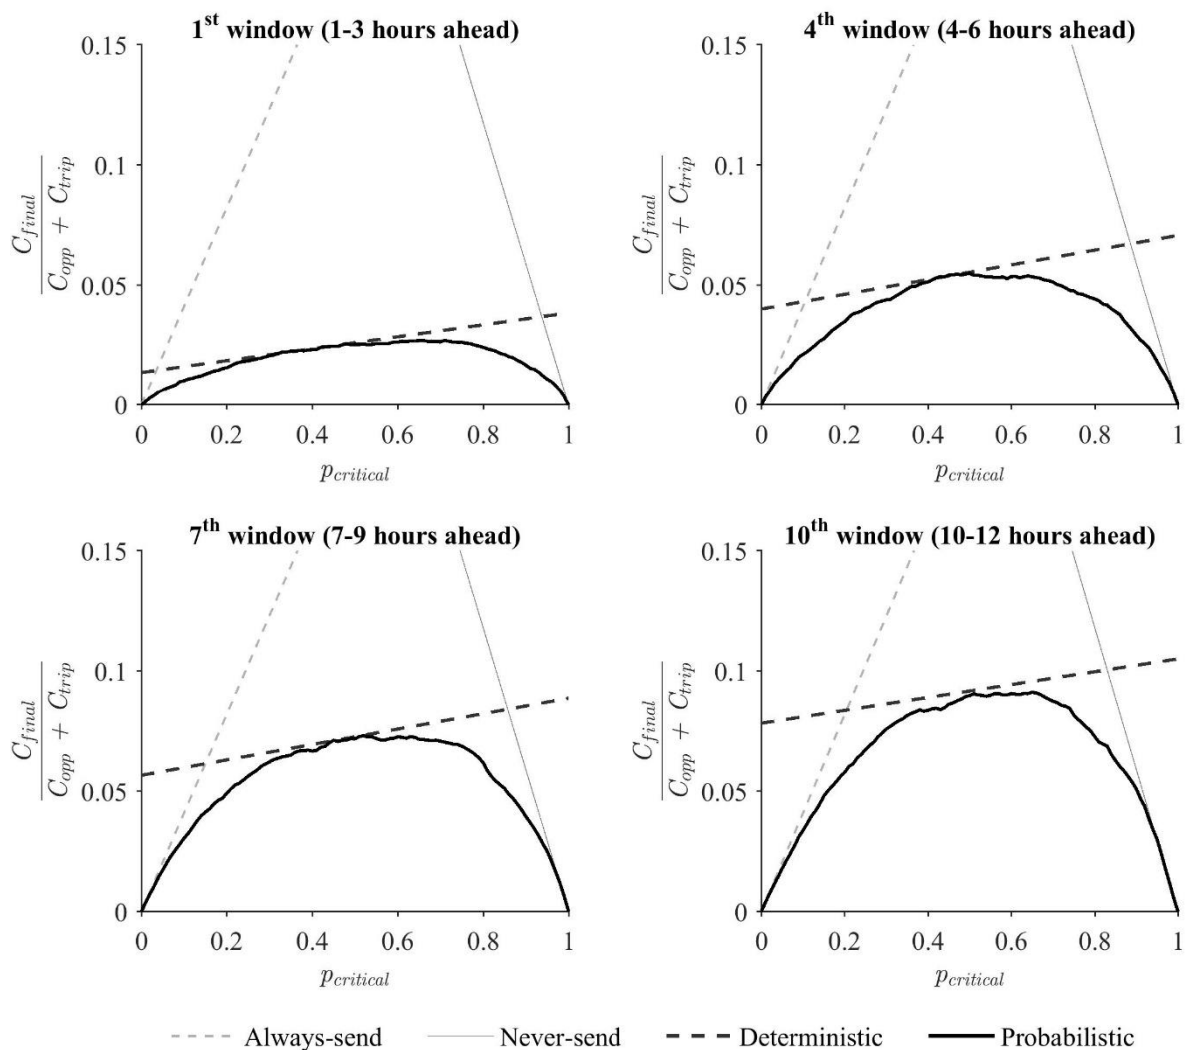 1st window (1-3 hours ahead)
0.15
0.1
0.05
0
C_final
C_opp + C_trip
0 0.2 0.4 0.6 0.8 1
p_critical
4th window (4-6 hours ahead)
0.15
0.1
0.05
0
C_final
C_opp + C_trip
0 0.2 0.4 0.6 0.8 1
p_critical
7th window (7-9 hours ahead)
0.15
0.1
0.05
0
C_final
C_opp + C_trip
0 0.2 0.4 0.6 0.8 1
p_critical
10th window (10-12 hours ahead)
0.15
0.1
0.05
0
C_final
C_opp + C_trip
0 0.2 0.4 0.6 0.8 1
p_critical
Always-send Never-send Deterministic Probabilistic